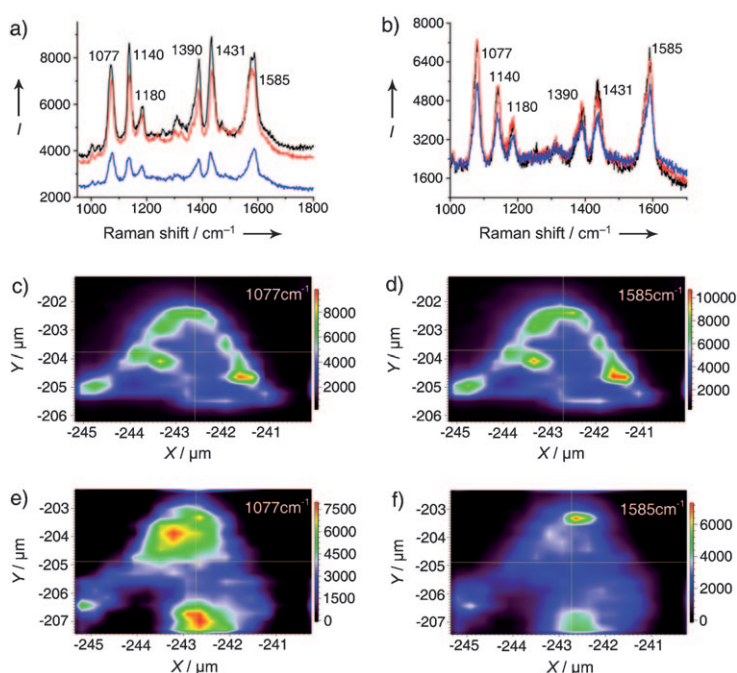 a)
8000
6000
4000
2000
I
1077
1140
1180
1390
1431
1585
1000 1200 1400 1600 1800
Raman shift / cm⁻¹
b)
8000
6400
4800
3200
1600
I
1077
1140
1180
1390
1431
1585
1000 1200 1400 1600
Raman shift / cm⁻¹
c)
1077cm⁻¹
-202
-203
-204
-205
-206
Y / µm
-245 -244 -243 -242 -241
X / µm
8000
6000
4000
2000
d)
1585cm⁻¹
-202
-203
-204
-205
-206
Y / µm
-245 -244 -243 -242 -241
X / µm
10000
8000
6000
4000
2000
e)
1077cm⁻¹
-203
-204
-205
-206
-207
Y / µm
-245 -244 -243 -242 -241
X / µm
7500
6000
4500
3000
1500
0
f)
1585cm⁻¹
-203
-204
-205
-206
-207
Y / µm
-245 -244 -243 -242 -241
X / µm
6000
4000
2000
0